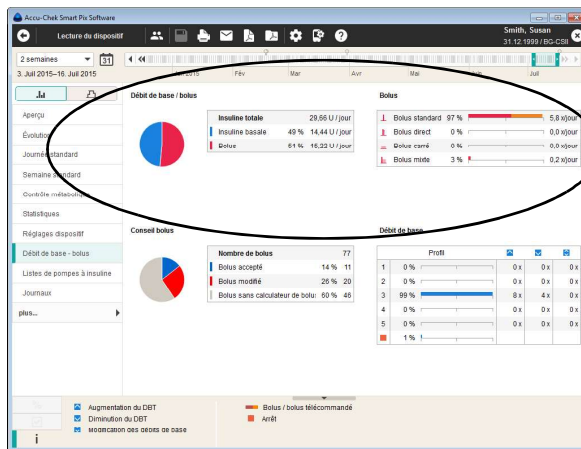 Accu-Chek Smart Pix Software
Lecture du dispositif
Smith, Susan
31.12.1999 / BG-CSII
2 semaines
31
3. Juil 2015–16. Juil 2015
2015
Fév
Mar
Avr
Mai
Juil
Débit de base / bolus
Insuline totale 29,66 U / jour
Insuline basale 49 % 14,44 U / jour
Bolus 51 % 15,22 U / jour
Bolus
Bolus standard 97 % 5,8 x/jour
Bolus direct 0 % 0,0 x/jour
Bolus carré 0 % 0,0 x/jour
Bolus mixte 3 % 0,2 x/jour
Aperçu
Évolution
Journée standard
Semaine standard
Contrôle métabolique
Statistiques
Réglages dispositif
Débit de base - bolus
Listes de pompes à insuline
Journaux
plus...
Conseil bolus
Nombre de bolus 77
Bolus accepté 14 % 11
Bolus modifié 26 % 20
Bolus sans calculateur de bolu: 60 % 46
Débit de base
Profil
1 0 % 0 x 0 x 0 x
2 0 % 0 x 0 x 0 x
3 99 % 8 x 4 x 0 x
4 0 % 0 x 0 x 0 x
5 0 % 0 x 0 x 0 x
1 %
Augmentation du DBT
Diminution du DBT
Modification des débits de base
Bolus / bolus télécommandé
Arrêt
i